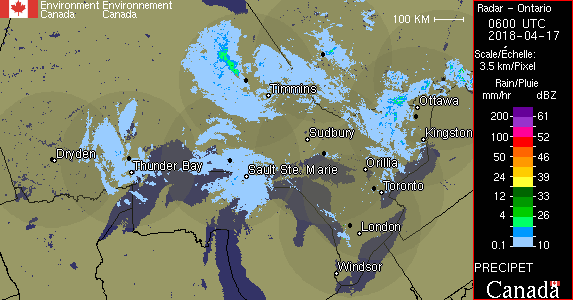 Environment Environnement
Canada Canada
100 KM
Timmins
Ottawa
Sudbury
Kingston
Dryden
Thunder Bay
Sault Ste. Marie
Orillia
Toronto
London
Windsor
Radar - Ontario
0600 UTC
2018-04-17
Scale/Échelle:
3.5 km/Pixel
Rain/Pluie
mm/hr dBZ
200 61
100 52
50 46
24 39
12 33
4 26
0.1 10
PRECIPET
Canada